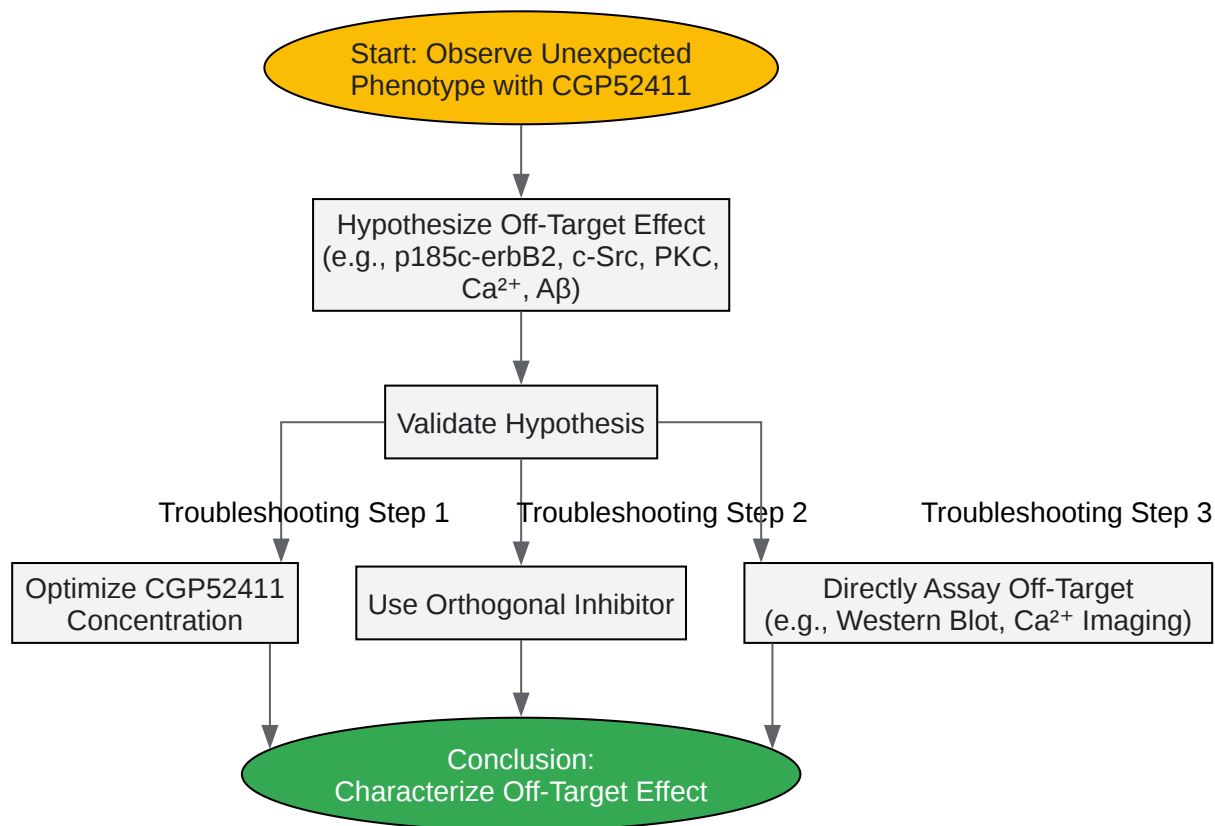 Start: Observe Unexpected
Phenotype with CGP52411
Hypothesize Off-Target Effect
(e.g., p185c-erbB2, c-Src, PKC,
Ca²⁺, Aβ)
Validate Hypothesis
Troubleshooting Step 1
Troubleshooting Step 2
Troubleshooting Step 3
Optimize CGP52411
Concentration
Use Orthogonal Inhibitor
Directly Assay Off-Target
(e.g., Western Blot, Ca²⁺ Imaging)
Conclusion:
Characterize Off-Target Effect